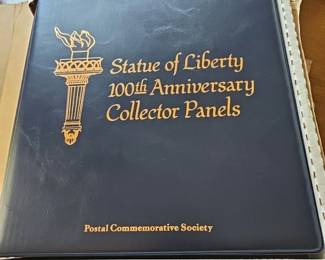 Statue of Liberty
100th Anniversary
Collector Panels
Postal Commemorative Society